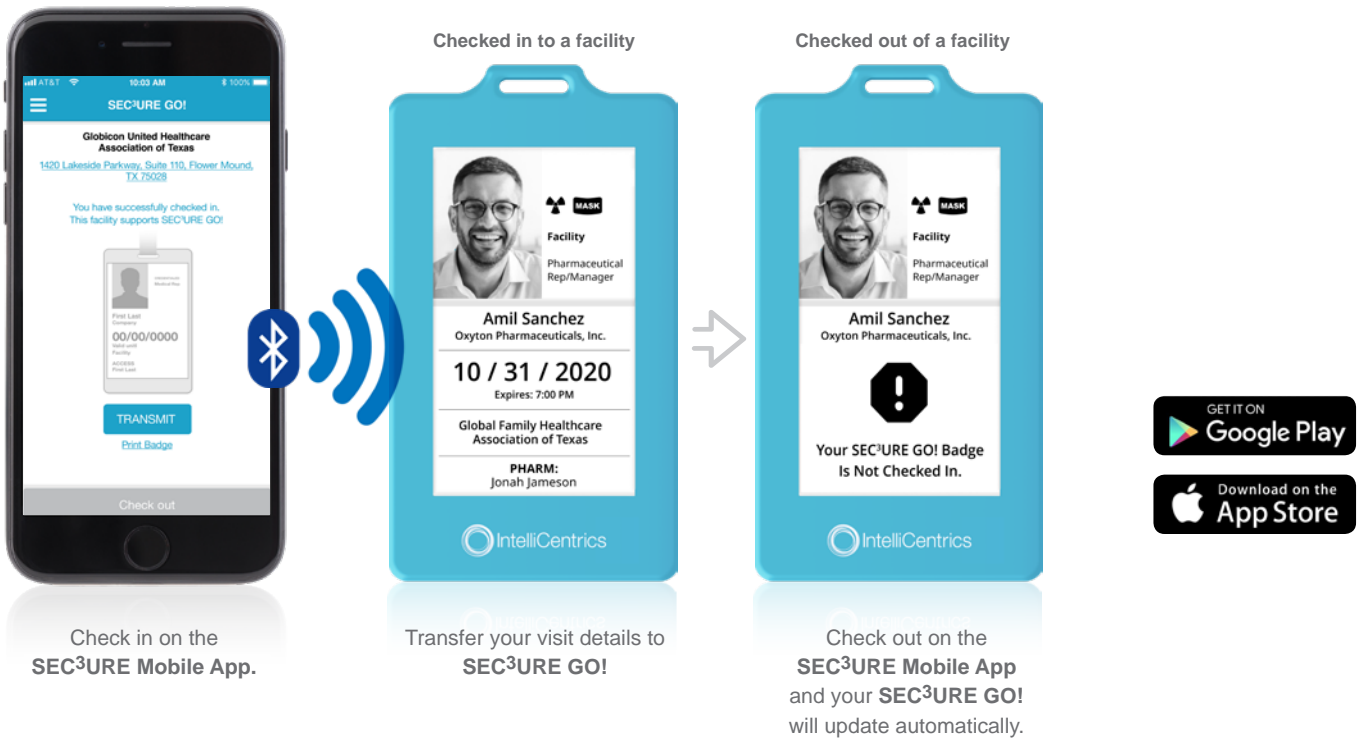 AT&T
10:03 AM
100%
SEC³URE GO!
Globicon United Healthcare
Association of Texas
1420 Lakeside Parkway, Suite 110, Flower Mound,
TX 75028
You have successfully checked in.
This facility supports SEC³URE GO!
Medical Rep
First Last
Company
00/00/0000
Valid until
Facility
ACCESS
First Last
TRANSMIT
Print Badge
Check out
Check in on the
SEC³URE Mobile App.
Checked in to a facility
MASK
Facility
Pharmaceutical
Rep/Manager
Amil Sanchez
Oxyton Pharmaceuticals, Inc.
10 / 31 / 2020
Expires: 7:00 PM
Global Family Healthcare
Association of Texas
PHARM:
Jonah Jameson
IntelliCentrics
Transfer your visit details to
SEC³URE GO!
Checked out of a facility
MASK
Facility
Pharmaceutical
Rep/Manager
Amil Sanchez
Oxyton Pharmaceuticals, Inc.
Your SEC³URE GO! Badge
Is Not Checked In.
IntelliCentrics
Check out on the
SEC³URE Mobile App
and your SEC³URE GO!
will update automatically.
GET IT ON
Google Play
Download on the
App Store